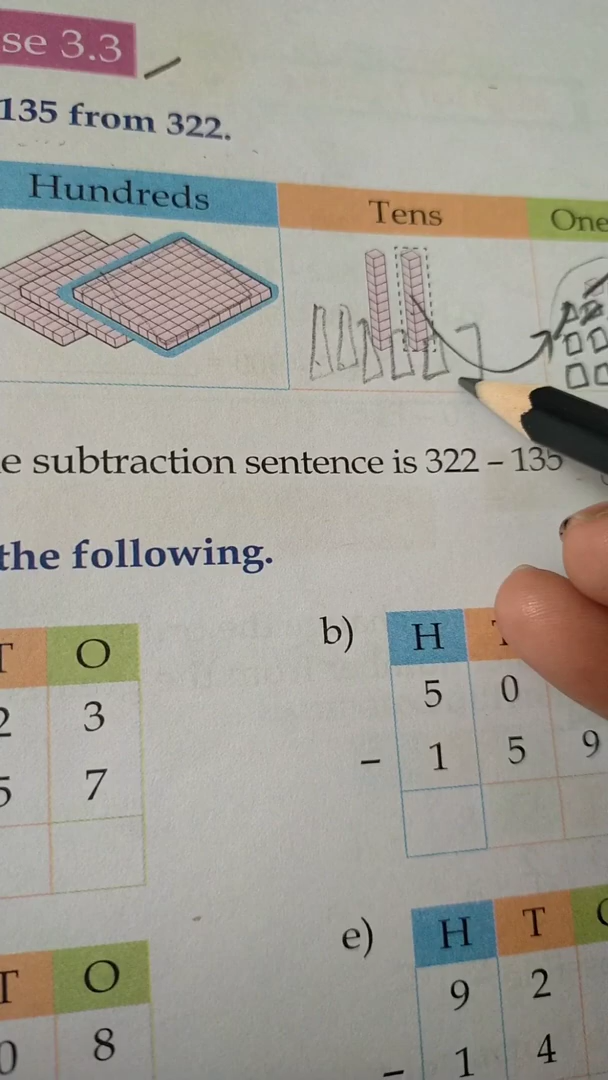 se 3.3
135 from 322.
Hundreds Tens One
e subtraction sentence is 322 – 135
the following.
T O
2 3
5 7
b) H T
5 0
– 1 5 9
T O
0 8
e) H T O
9 2
– 1 4